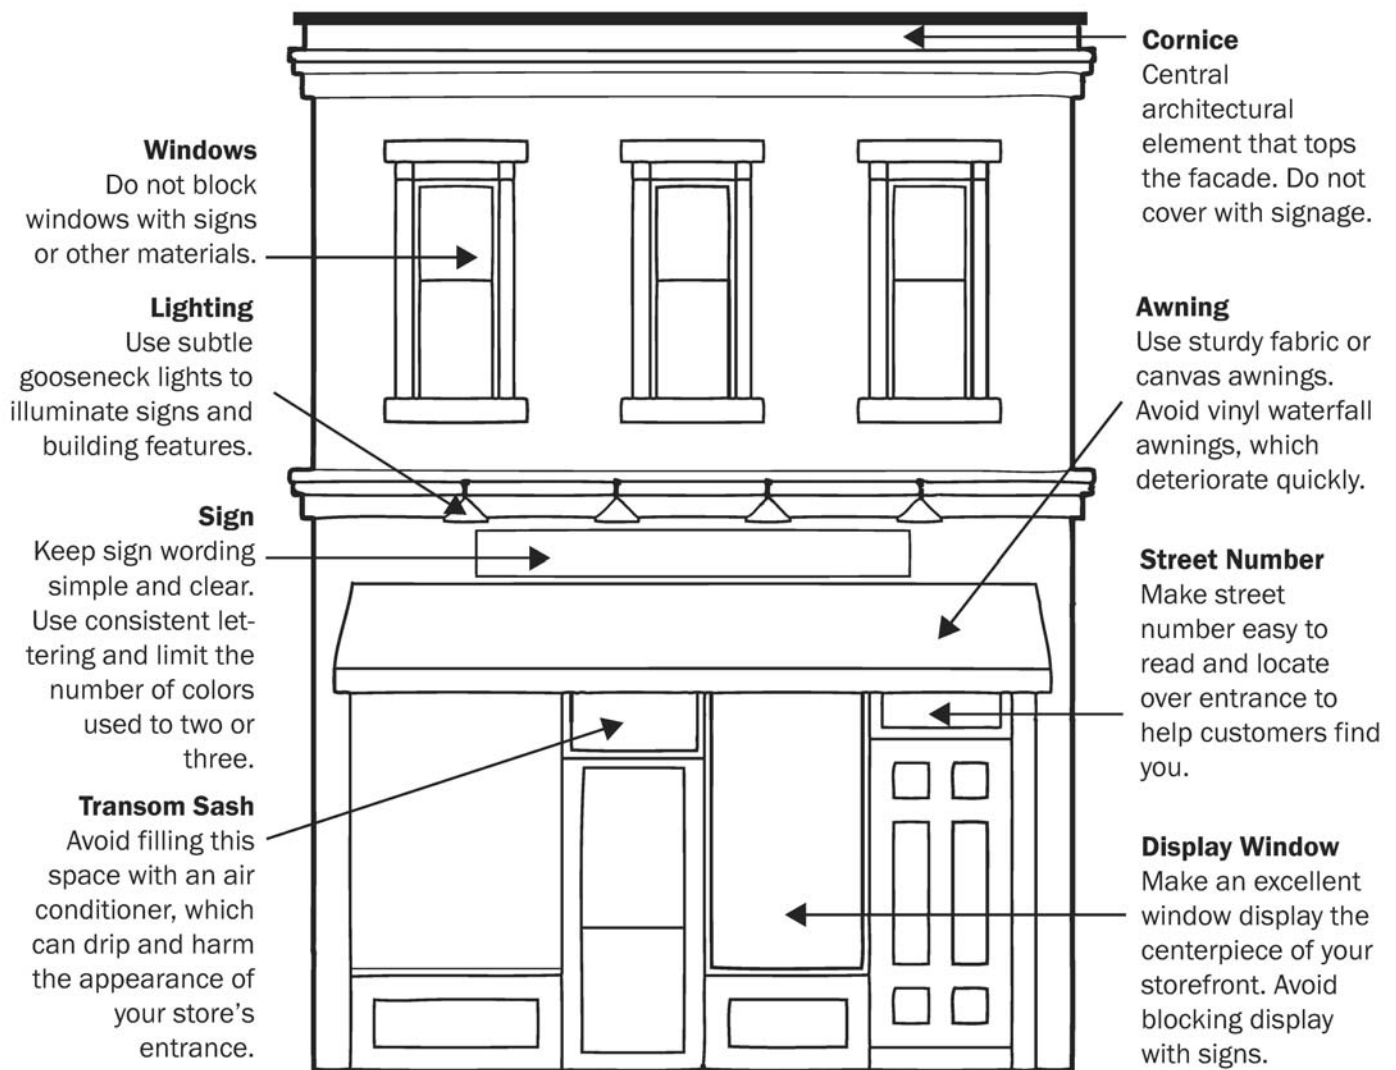 Windows
Do not block
windows with signs
or other materials.
Lighting
Use subtle
gooseneck lights to
illuminate signs and
building features.
Sign
Keep sign wording
simple and clear.
Use consistent let-
tering and limit the
number of colors
used to two or
three.
Transom Sash
Avoid filling this
space with an air
conditioner, which
can drip and harm
the appearance of
your store's
entrance.
Cornice
Central
architectural
element that tops
the facade. Do not
cover with signage.
Awning
Use sturdy fabric or
canvas awnings.
Avoid vinyl waterfall
awnings, which
deteriorate quickly.
Street Number
Make street
number easy to
read and locate
over entrance to
help customers find
you.
Display Window
Make an excellent
window display the
centerpiece of your
storefront. Avoid
blocking display
with signs.